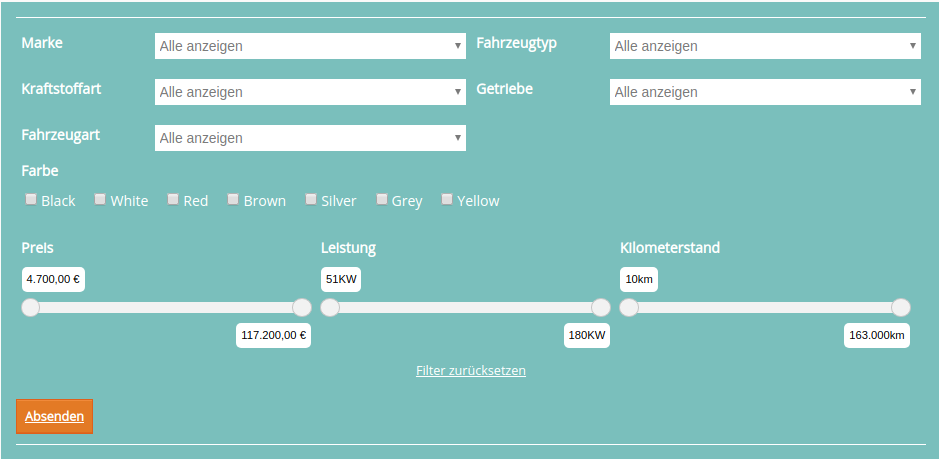 Marke Alle anzeigen Fahrzeugtyp Alle anzeigen
Kraftstoffart Alle anzeigen Getriebe Alle anzeigen
Fahrzeugart Alle anzeigen
Farbe
Black White Red Brown Silver Grey Yellow
Preis Leistung Kilometerstand
4.700,00 € 51KW 10km
117.200,00 € 180KW 163.000km
Filter zurücksetzen
Absenden